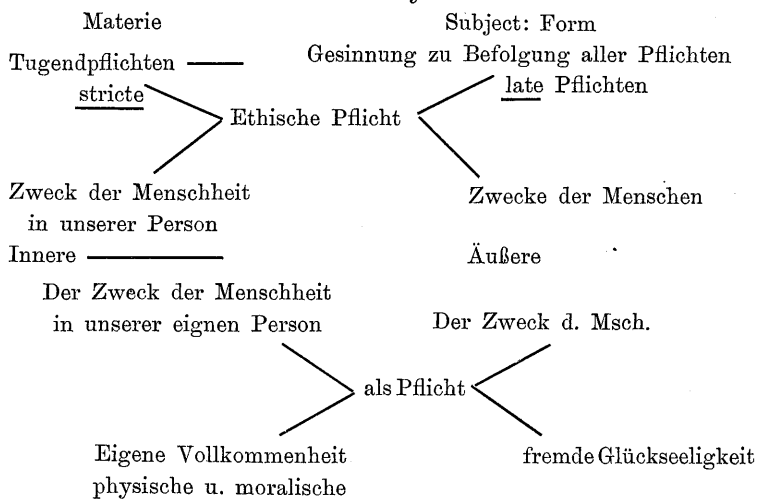 Materie Subject: Form
Tugendpflichten Gesinnung zu Befolgung aller Pflichten
stricte late Pflichten
Ethische Pflicht
Zweck der Menschheit Zwecke der Menschen
in unserer Person
Innere Äußere
Der Zweck der Menschheit
in unserer eignen Person Der Zweck d. Msch.
als Pflicht
Eigene Vollkommenheit fremde Glückseeligkeit
physische u. moralische